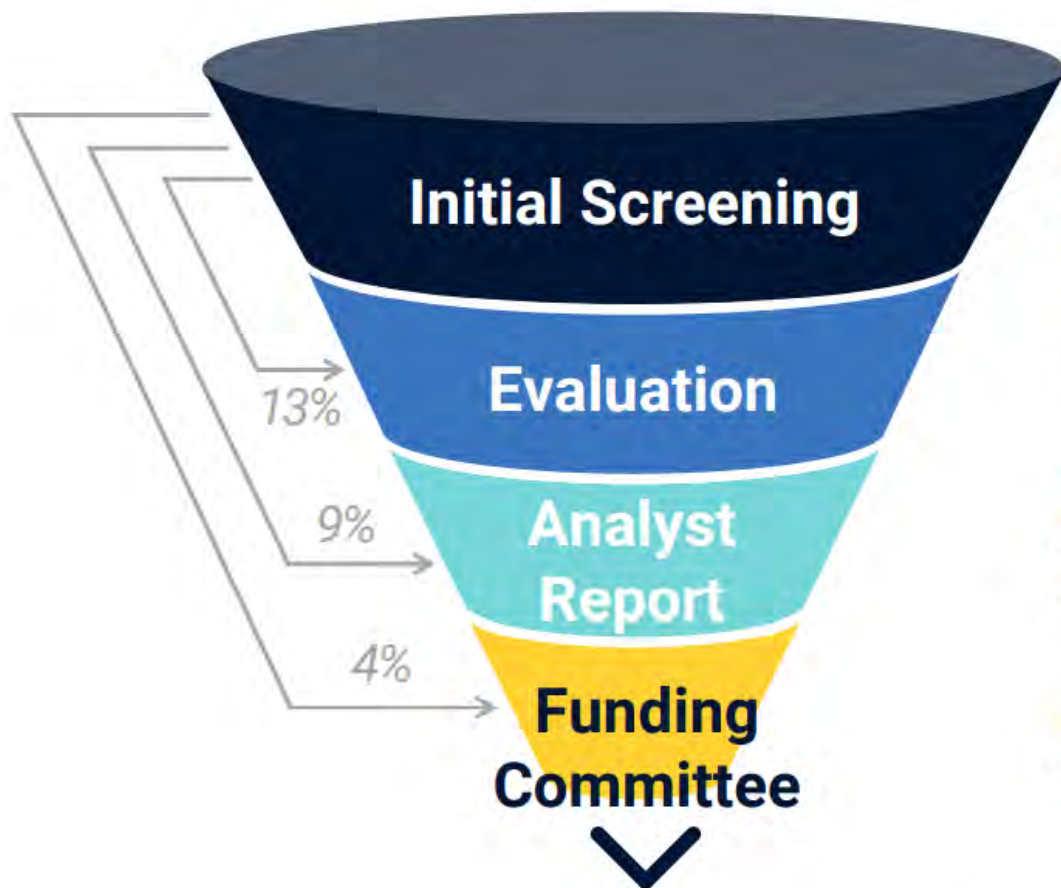 Initial Screening
Evaluation
13%
Analyst
9%
Report
4%
Funding
Committee